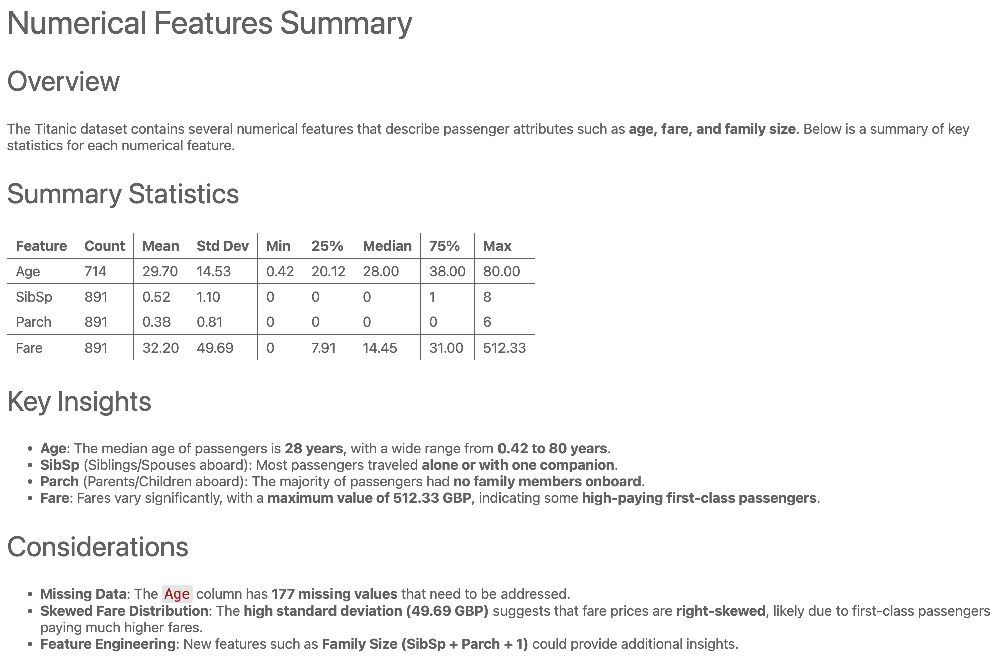 Numerical Features Summary
Overview
The Titanic dataset contains several numerical features that describe passenger attributes such as age, fare, and family size. Below is a summary of key
statistics for each numerical feature.
Summary Statistics
Feature Count Mean Std Dev Min 25% Median 75% Max
Age 714 29.70 14.53 0.42 20.12 28.00 38.00 80.00
SibSp 891 0.52 1.10 0 0 0 1 8
Parch 891 0.38 0.81 0 0 0 0 6
Fare 891 32.20 49.69 0 7.91 14.45 31.00 512.33
Key Insights
• Age: The median age of passengers is 28 years, with a wide range from 0.42 to 80 years.
• SibSp (Siblings/Spouses aboard): Most passengers traveled alone or with one companion.
• Parch (Parents/Children aboard): The majority of passengers had no family members onboard.
• Fare: Fares vary significantly, with a maximum value of 512.33 GBP, indicating some high-paying first-class passengers.
Considerations
• Missing Data: The Age column has 177 missing values that need to be addressed.
• Skewed Fare Distribution: The high standard deviation (49.69 GBP) suggests that fare prices are right-skewed, likely due to first-class passengers
paying much higher fares.
• Feature Engineering: New features such as Family Size (SibSp + Parch + 1) could provide additional insights.